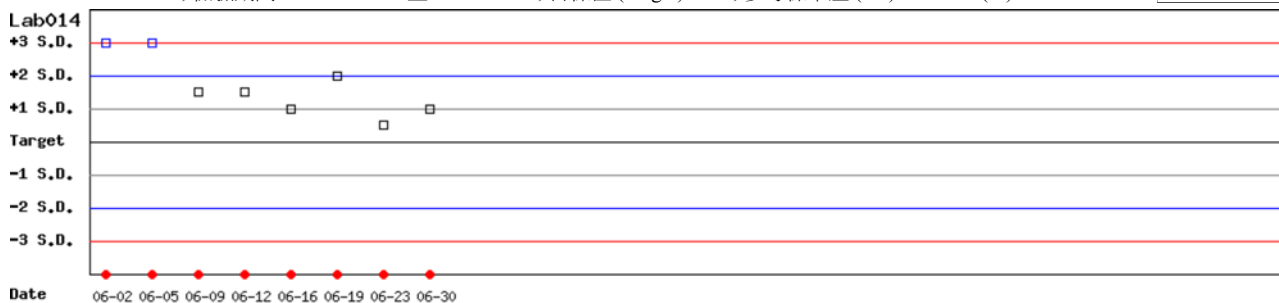 Lab014
+3 S.D.
+2 S.D.
+1 S.D.
Target
-1 S.D.
-2 S.D.
-3 S.D.
Date 06-02 06-05 06-09 06-12 06-16 06-19 06-23 06-30